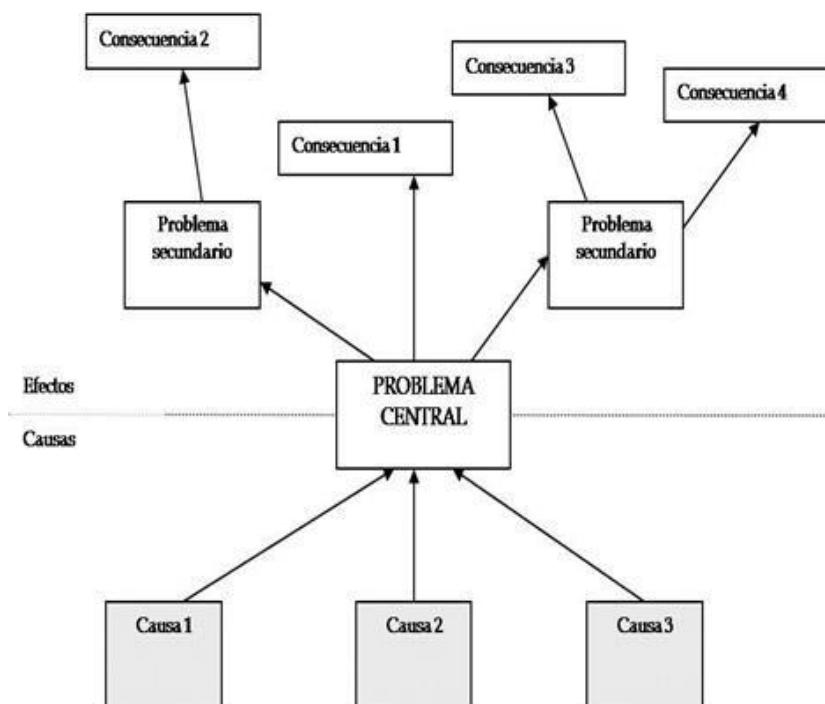 Consecuencia 2
Consecuencia 3
Consecuencia 4
Consecuencia 1
Problema
secundario
Problema
secundario
PROBLEMA
CENTRAL
Efectos
Causas
Causa 1
Causa 2
Causa 3